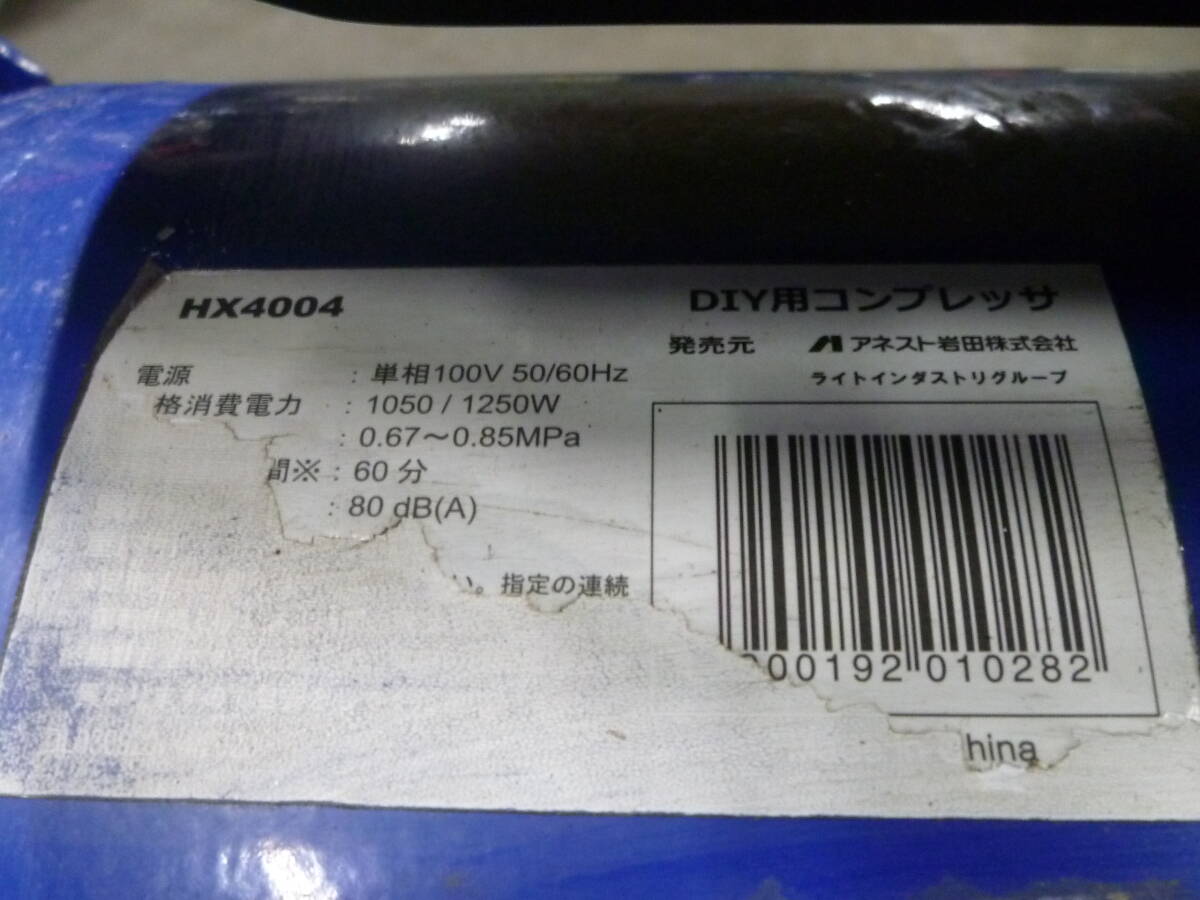 HX4004
DIY用コンプレッサ
発売元 アネスト岩田株式会社
ライトインダストリグループ
電源 : 単相100V 50/60Hz
格消費電力 : 1050 / 1250W
: 0.67～0.85MPa
間※ : 60 分
: 80 dB(A)
い。指定の連続
00192 010282
hina